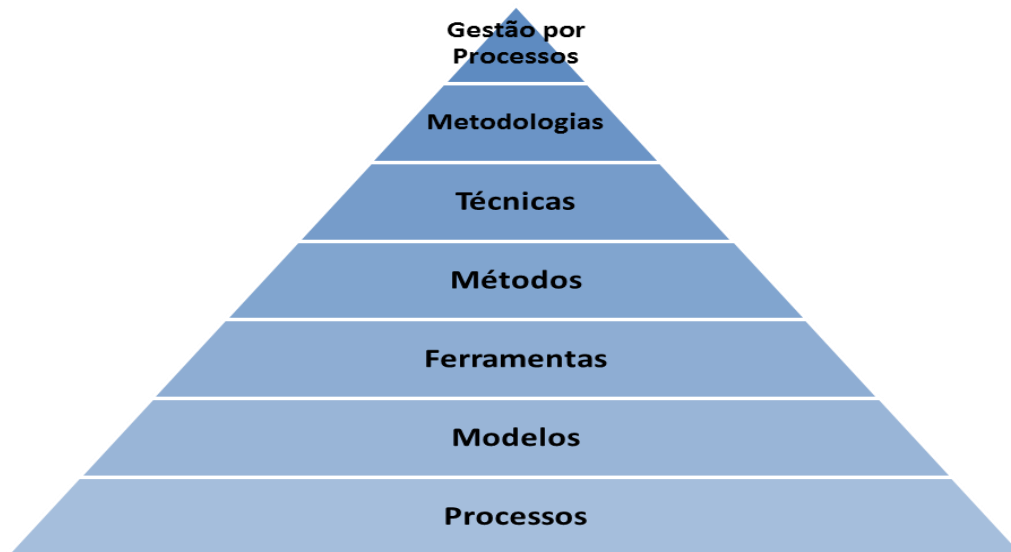 Gestão por
Processos
Metodologias
Técnicas
Métodos
Ferramentas
Modelos
Processos